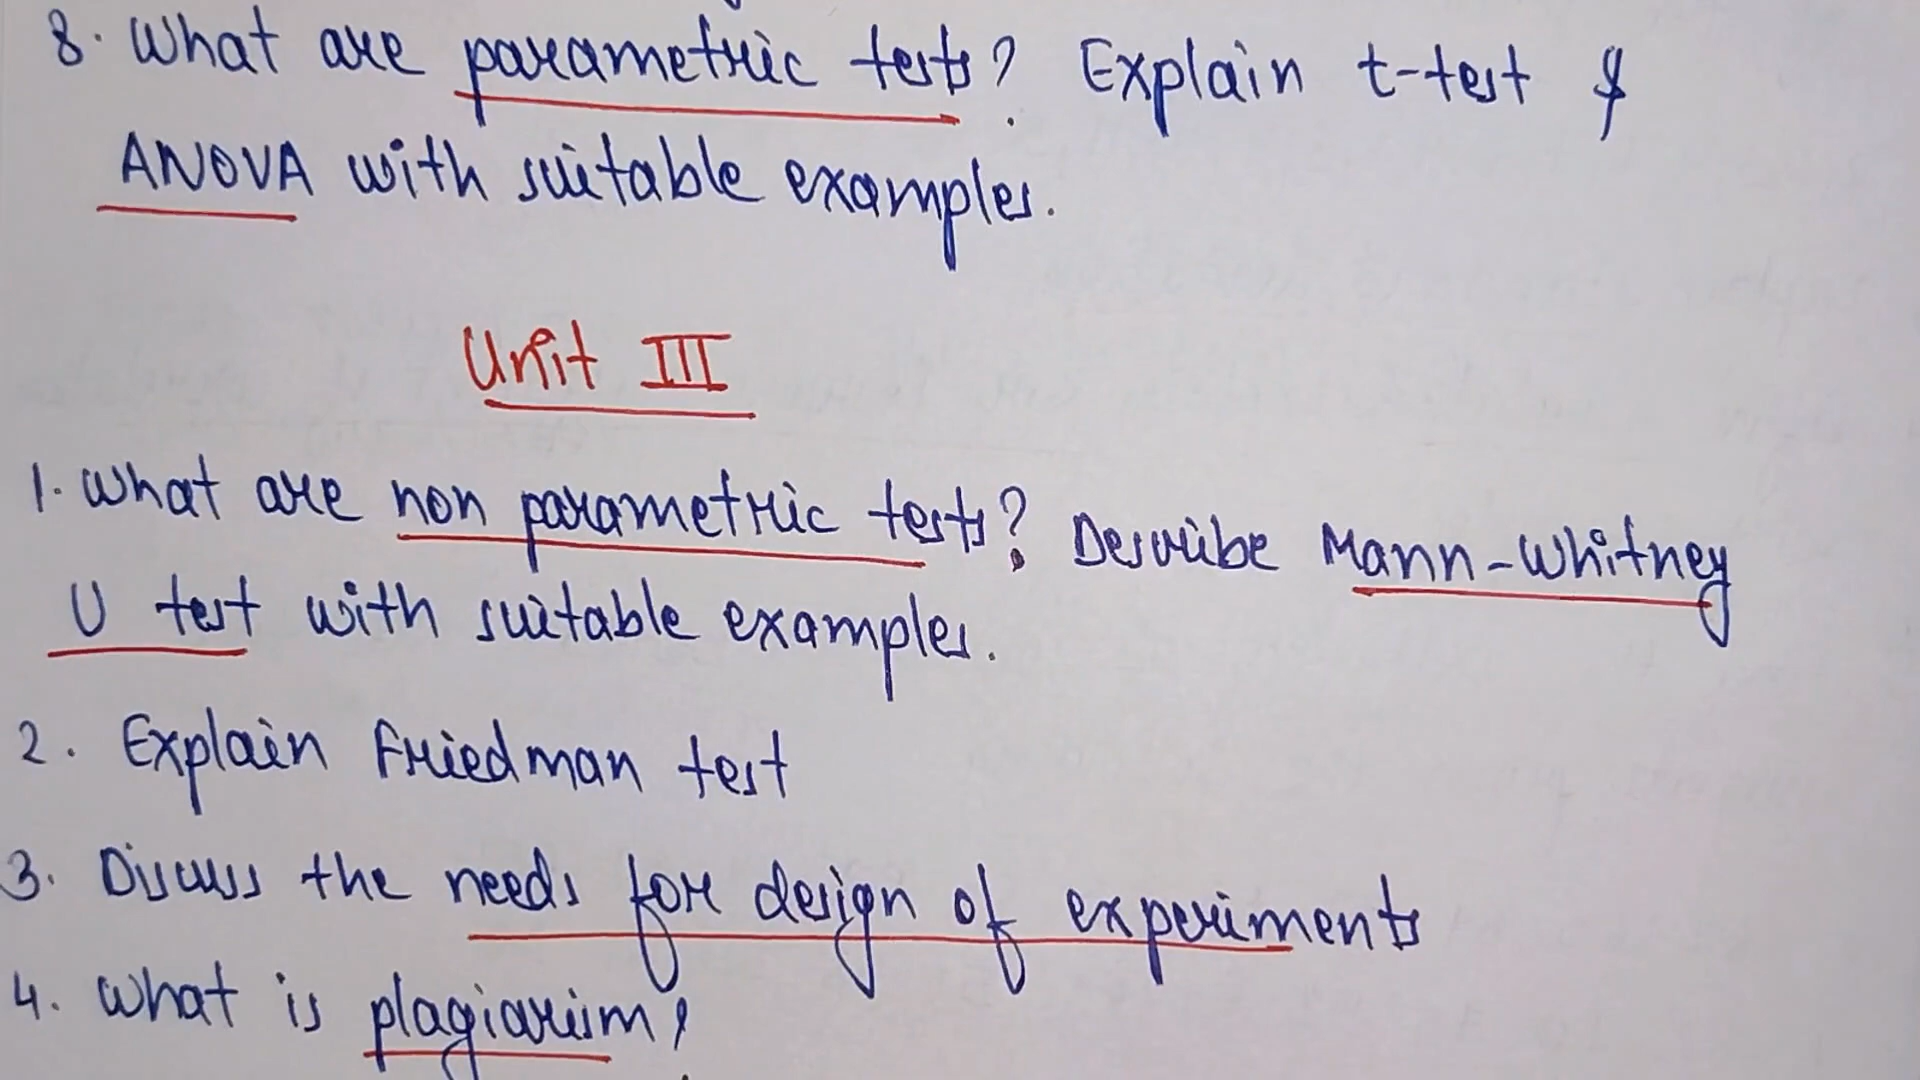 8. What are parametric tests? Explain t-test &
ANOVA with suitable examples.
Unit III
1. What are non parametric tests? Describe Mann-Whitney
U test with suitable examples.
2. Explain Friedman test
3. Discuss the needs for design of experiments
4. What is plagiarism?